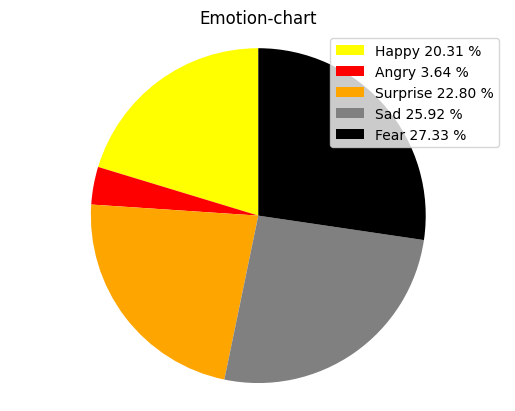 Emotion-chart
Happy 20.31 %
Angry 3.64 %
Surprise 22.80 %
Sad 25.92 %
Fear 27.33 %